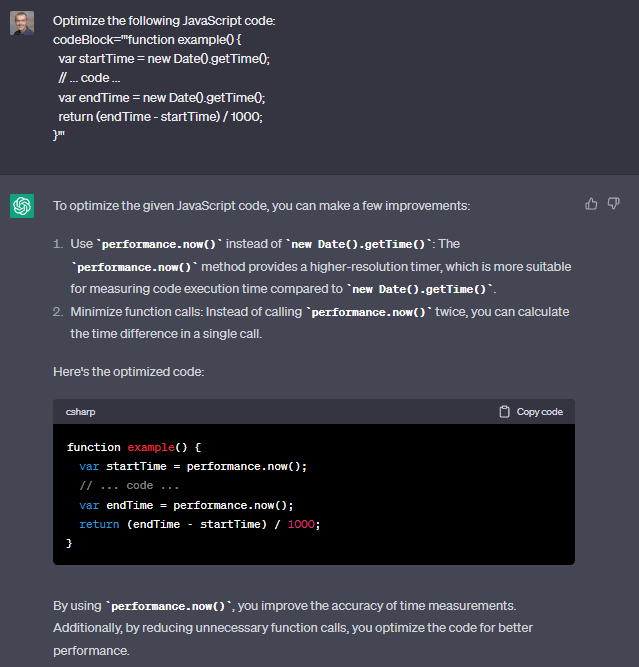 Optimize the following JavaScript code:
codeBlock="'function example() {
var startTime = new Date().getTime();
// ... code ...
var endTime = new Date().getTime();
return (endTime - startTime) / 1000;
}'"
To optimize the given JavaScript code, you can make a few improvements:
1. Use `performance.now()` instead of `new Date().getTime()`: The
`performance.now()` method provides a higher-resolution timer, which is more suitable
for measuring code execution time compared to `new Date().getTime()`.
2. Minimize function calls: Instead of calling `performance.now()` twice, you can calculate
the time difference in a single call.
Here's the optimized code:
csharp Copy code
function example() {
var startTime = performance.now();
// ... code ...
var endTime = performance.now();
return (endTime - startTime) / 1000;
}
By using `performance.now()`, you improve the accuracy of time measurements.
Additionally, by reducing unnecessary function calls, you optimize the code for better
performance.